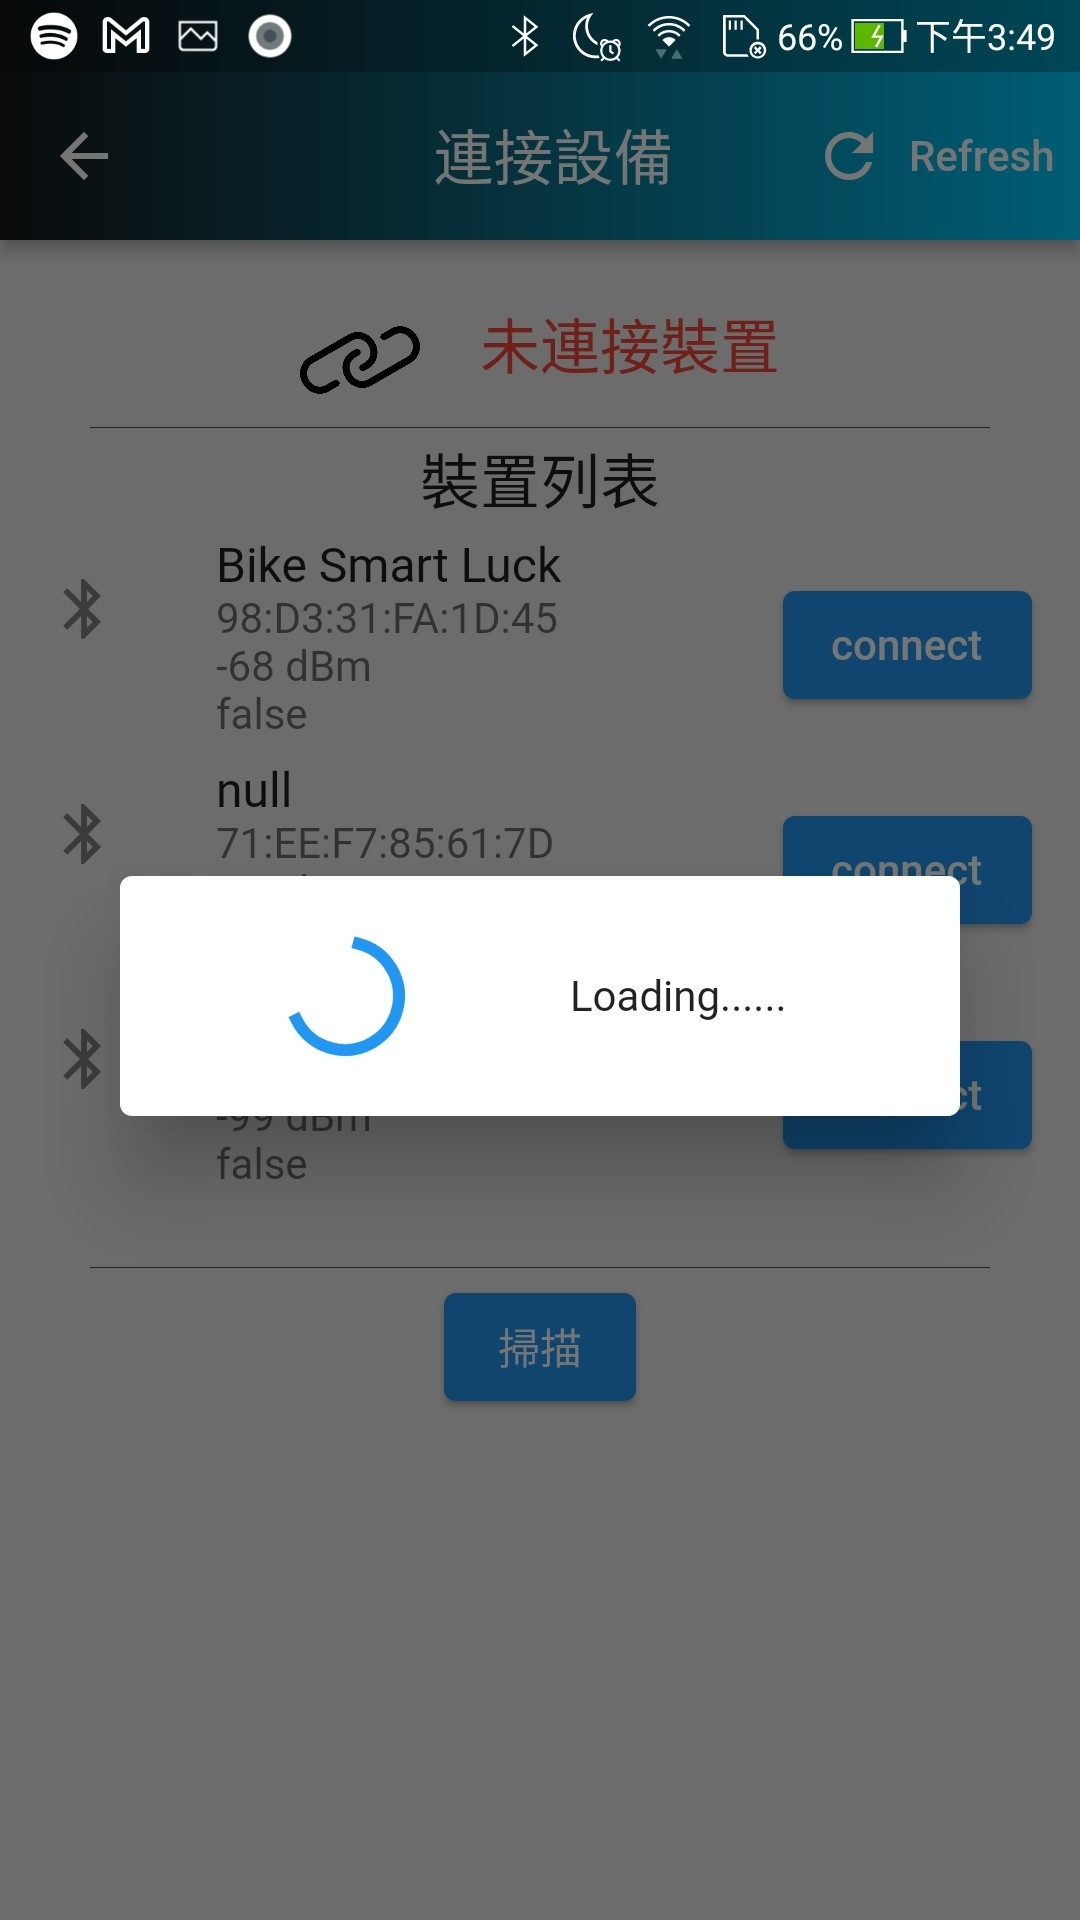 66% 下午3:49
連接設備 Refresh
未連接裝置
裝置列表
Bike Smart Luck
98:D3:31:FA:1D:45
-68 dBm
false
connect
null
71:EE:F7:85:61:7D
connect
Loading......
-99 dBm
false
掃描